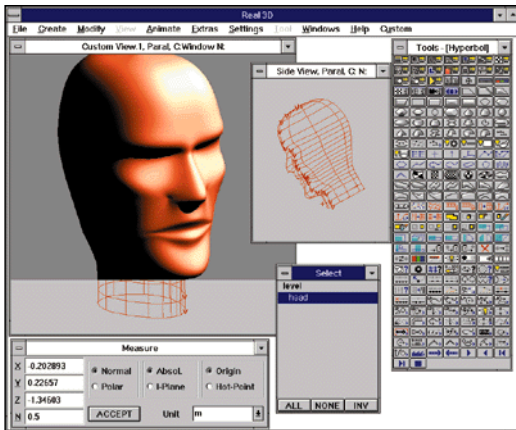 Real 3D
File Create Modify View Animate Extras Settings Tool Windows Help Custom
Custom View.1, Paral, C:Window N:
Tools - [Hyperbol]
Side View, Paral, C: N:
Select
level
head
Measure
X -0.202893
Normal Absol. Origin
Y 0.22657
Polar I-Plane Hot-Point
Z -1.34603
N 0.5
ACCEPT Unit m
ALL NONE INV